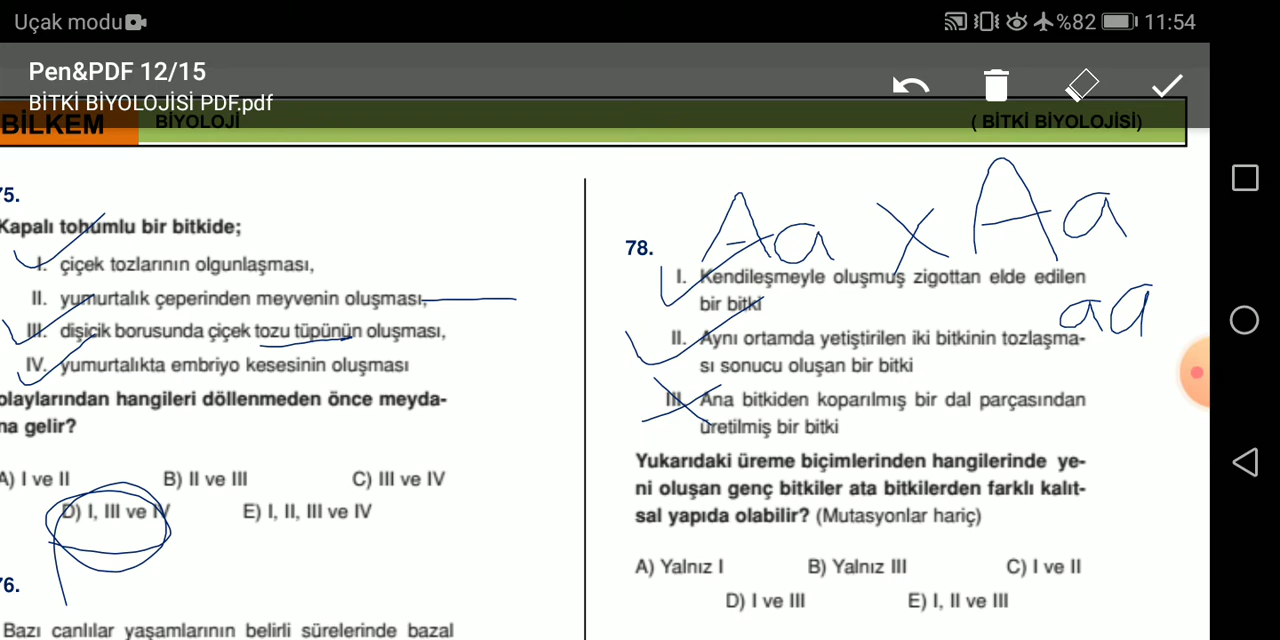 Uçak modu
%82 11:54
Pen&PDF 12/15
BİTKİ BİYOLOJİSİ PDF.pdf
BİLKEM BİYOLOJİ ( BİTKİ BİYOLOJİSİ)
75.
Kapalı tohumlu bir bitkide;
I. çiçek tozlarının olgunlaşması,
II. yumurtalık çeperinden meyvenin oluşması,
III. dişicik borusunda çiçek tozu tüpünün oluşması,
IV. yumurtalıkta embriyo kesesinin oluşması
olaylarından hangileri döllenmeden önce meyda-
na gelir?
A) I ve II B) II ve III C) III ve IV
D) I, III ve IV E) I, II, III ve IV
76.
Bazı canlılar yaşamlarının belirli sürelerinde bazal
Aa x Aa
78.
I. Kendileşmeyle oluşmuş zigottan elde edilen
bir bitki
aa
II. Aynı ortamda yetiştirilen iki bitkinin tozlaşma-
sı sonucu oluşan bir bitki
III. Ana bitkiden koparılmış bir dal parçasından
üretilmiş bir bitki
Yukarıdaki üreme biçimlerinden hangilerinde ye-
ni oluşan genç bitkiler ata bitkilerden farklı kalıt-
sal yapıda olabilir? (Mutasyonlar hariç)
A) Yalnız I B) Yalnız III C) I ve II
D) I ve III E) I, II ve III